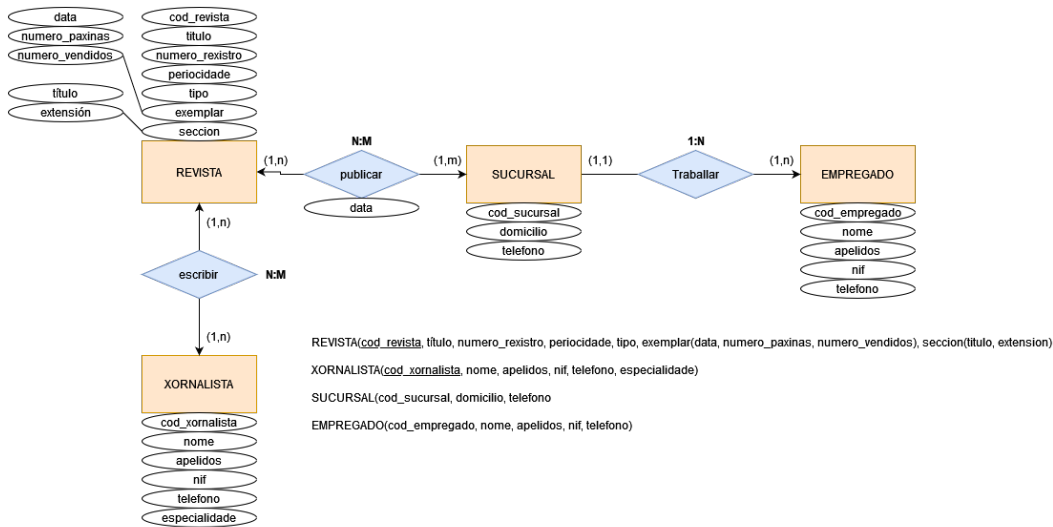 data
numero_paxinas
numero_vendidos
título
extensión
cod_revista
titulo
numero_rexistro
periocidade
tipo
exemplar
seccion
REVISTA
(1,n)
N:M
publicar
data
(1,m)
SUCURSAL
cod_sucursal
domicilio
telefono
(1,1)
1:N
Traballar
(1,n)
EMPREGADO
cod_empregado
nome
apelidos
nif
telefono
(1,n)
escribir
N:M
(1,n)
XORNALISTA
cod_xornalista
nome
apelidos
nif
telefono
especialidade
REVISTA(cod_revista, título, numero_rexistro, periocidade, tipo, exemplar(data, numero_paxinas, numero_vendidos), seccion(titulo, extension)
XORNALISTA(cod_xornalista, nome, apelidos, nif, telefono, especialidade)
SUCURSAL(cod_sucursal, domicilio, telefono
EMPREGADO(cod_empregado, nome, apelidos, nif, telefono)